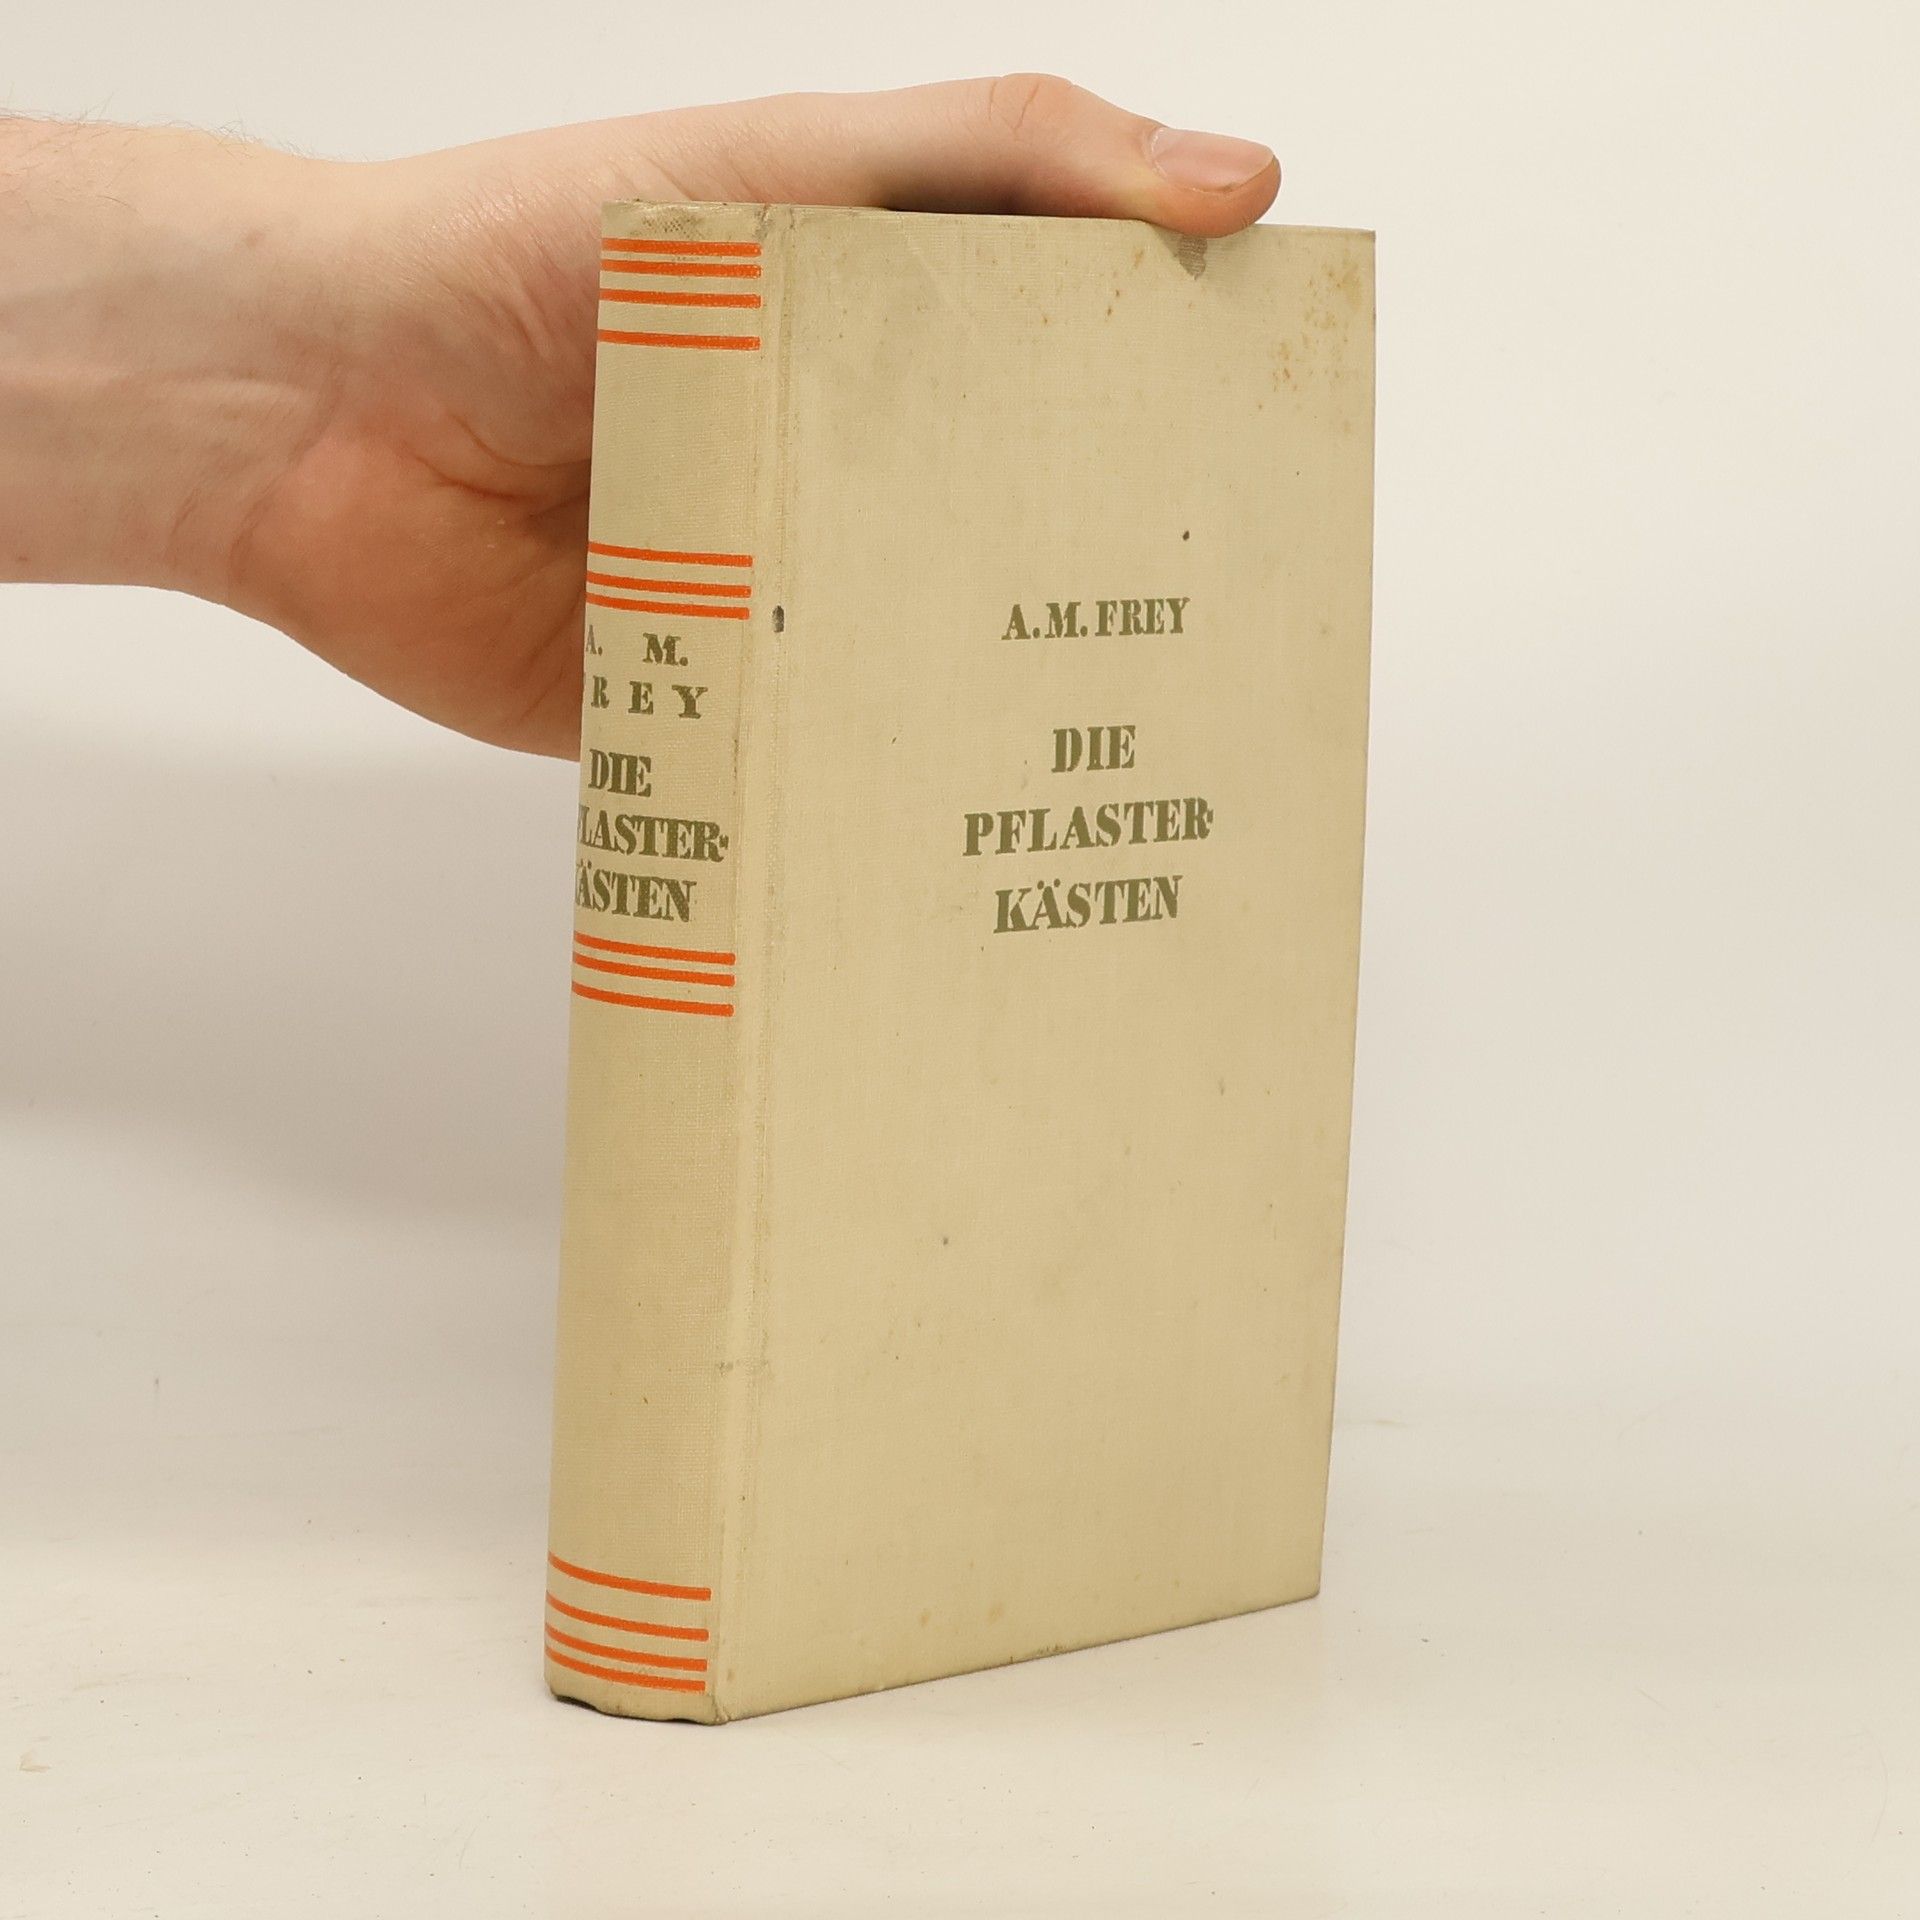 A. M.
FREY
DIE
PFLASTER-
KÄSTEN
A.M.FREY
DIE
PFLASTER-
KÄSTEN